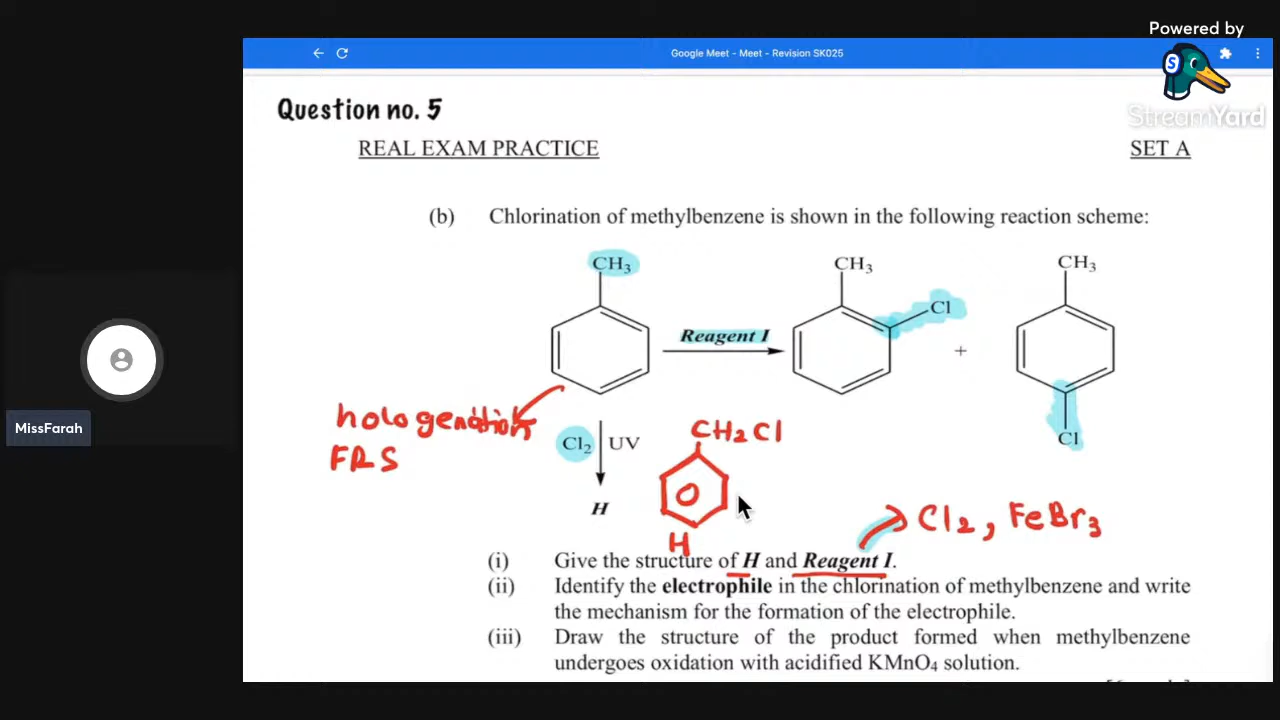 Powered by
StreamYard
Google Meet - Meet - Revision SK025
Question no. 5
REAL EXAM PRACTICE
SET A
(b) Chlorination of methylbenzene is shown in the following reaction scheme:
CH3
CH3
CH3
Cl
Reagent I
+
hologenation
FRS
Cl2
UV
CH2Cl
Cl
H
Cl2, FeBr3
H
(i) Give the structure of H and Reagent I.
(ii) Identify the electrophile in the chlorination of methylbenzene and write
the mechanism for the formation of the electrophile.
(iii) Draw the structure of the product formed when methylbenzene
undergoes oxidation with acidified KMnO4 solution.
MissFarah